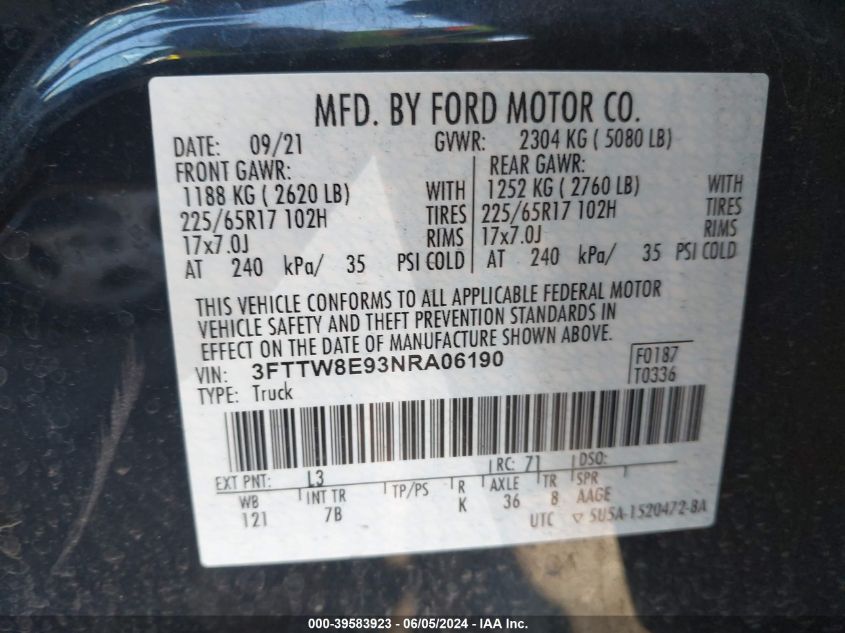 MFD. BY FORD MOTOR CO.
DATE: 09/21 GVWR: 2304 KG ( 5080 LB)
FRONT GAWR: REAR GAWR:
1188 KG ( 2620 LB) WITH 1252 KG ( 2760 LB) WITH
225/65R17 102H TIRES 225/65R17 102H TIRES
17x7.0J RIMS 17x7.0J RIMS
AT 240 kPa/ 35 PSI COLD AT 240 kPa/ 35 PSI COLD
THIS VEHICLE CONFORMS TO ALL APPLICABLE FEDERAL MOTOR
VEHICLE SAFETY AND THEFT PREVENTION STANDARDS IN
EFFECT ON THE DATE OF MANUFACTURE SHOWN ABOVE.
VIN: 3FTTW8E93NRA06190 F0187
TYPE: Truck T0336
EXT PNT: L3 RC: 71 DSO:
WB INT TR TP/PS R AXLE TR SPR
121 7B K 36 8 AAGE
UTC ▽ 5U5A-1520472-BA
000-39583923 - 06/05/2024 - IAA Inc.